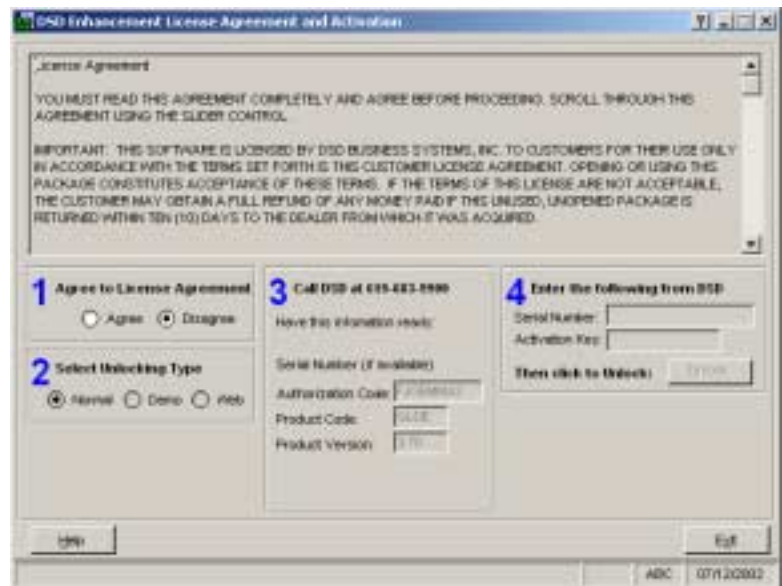 DSD Enhancement License Agreement and Activation
License Agreement
YOU MUST READ THIS AGREEMENT COMPLETELY AND AGREE BEFORE PROCEEDING. SCROLL THROUGH THIS
AGREEMENT USING THE SLIDER CONTROL.
IMPORTANT: THIS SOFTWARE IS LICENSED BY DSD BUSINESS SYSTEMS, INC. TO CUSTOMERS FOR THEIR USE ONLY
IN ACCORDANCE WITH THE TERMS SET FORTH IS THIS CUSTOMER LICENSE AGREEMENT. OPENING OR USING THIS
PACKAGE CONSTITUTES ACCEPTANCE OF THESE TERMS. IF THE TERMS OF THIS LICENSE ARE NOT ACCEPTABLE,
THE CUSTOMER MAY OBTAIN A FULL REFUND OF ANY MONEY PAID IF THIS UNUSED, UNOPENED PACKAGE IS
RETURNED WITHIN TEN (10) DAYS TO THE DEALER FROM WHICH IT WAS ACQUIRED.
1 Agree to License Agreement
Agree Disagree
2 Select Unlocking Type
Normal Demo Web
3 Call DSD at
Have this information ready:
Serial Number (if available)
Authorization Code:
Product Code:
Product Version:
4 Enter the following from DSD
Serial Number:
Activation Key:
Then click to Unlock: Unlock
Help
Exit
ABC 07/12/2002